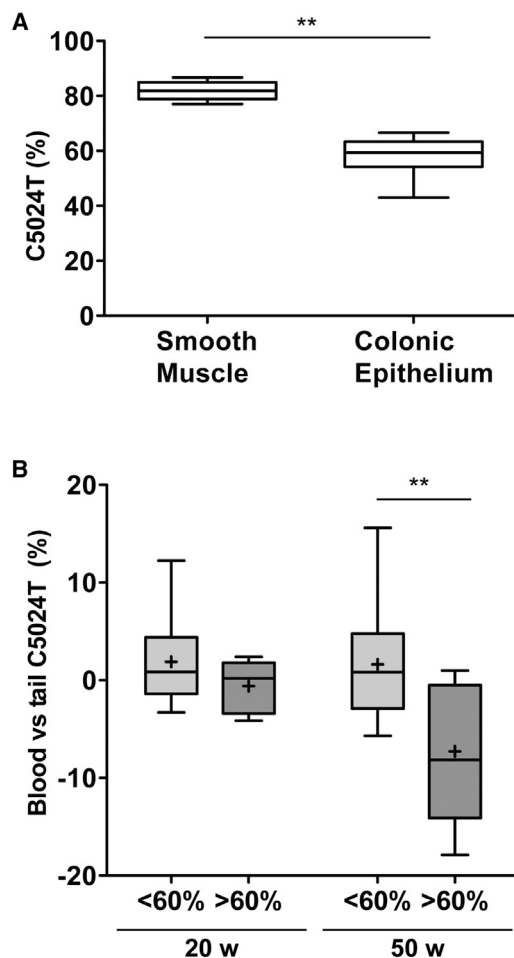 A
**
100
80
60
40
20
0
C5024T (%)
Smooth
Muscle
Colonic
Epithelium
B
**
20
10
0
-10
-20
Blood vs tail C5024T (%)
<60% >60% <60% >60%
20 w 50 w